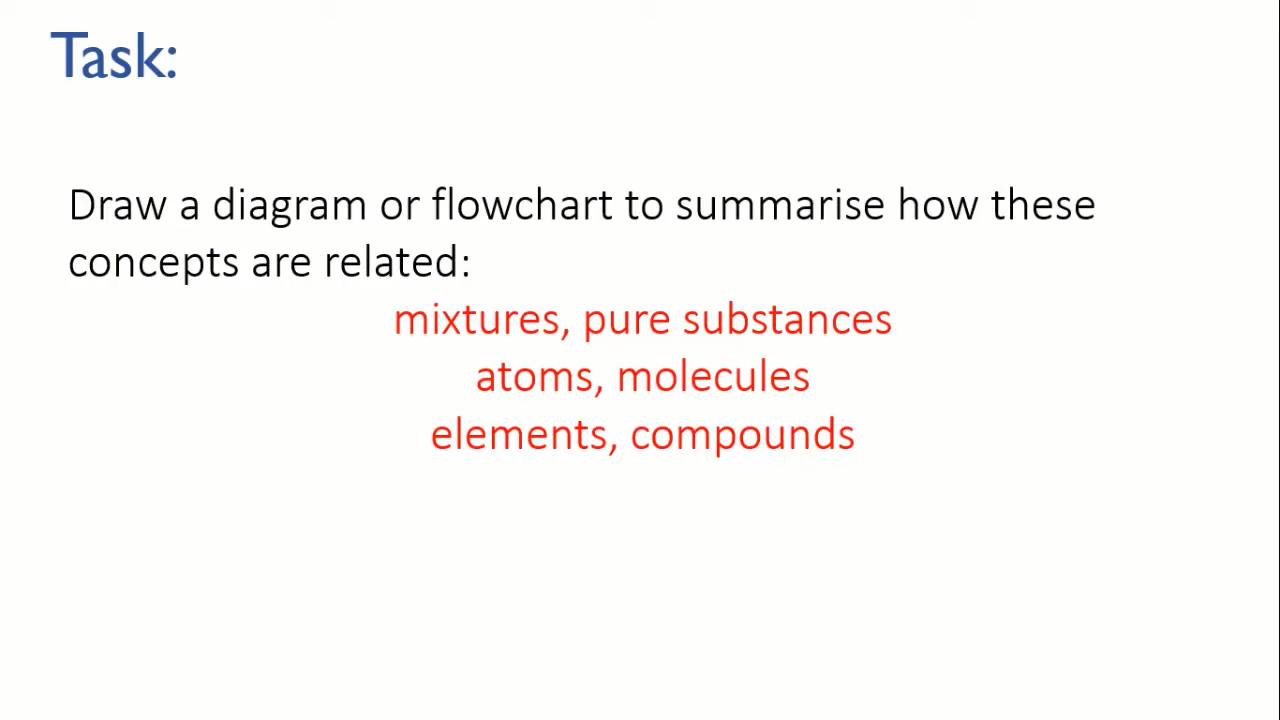 Task:
Draw a diagram or flowchart to summarise how these
concepts are related:
mixtures, pure substances
atoms, molecules
elements, compounds